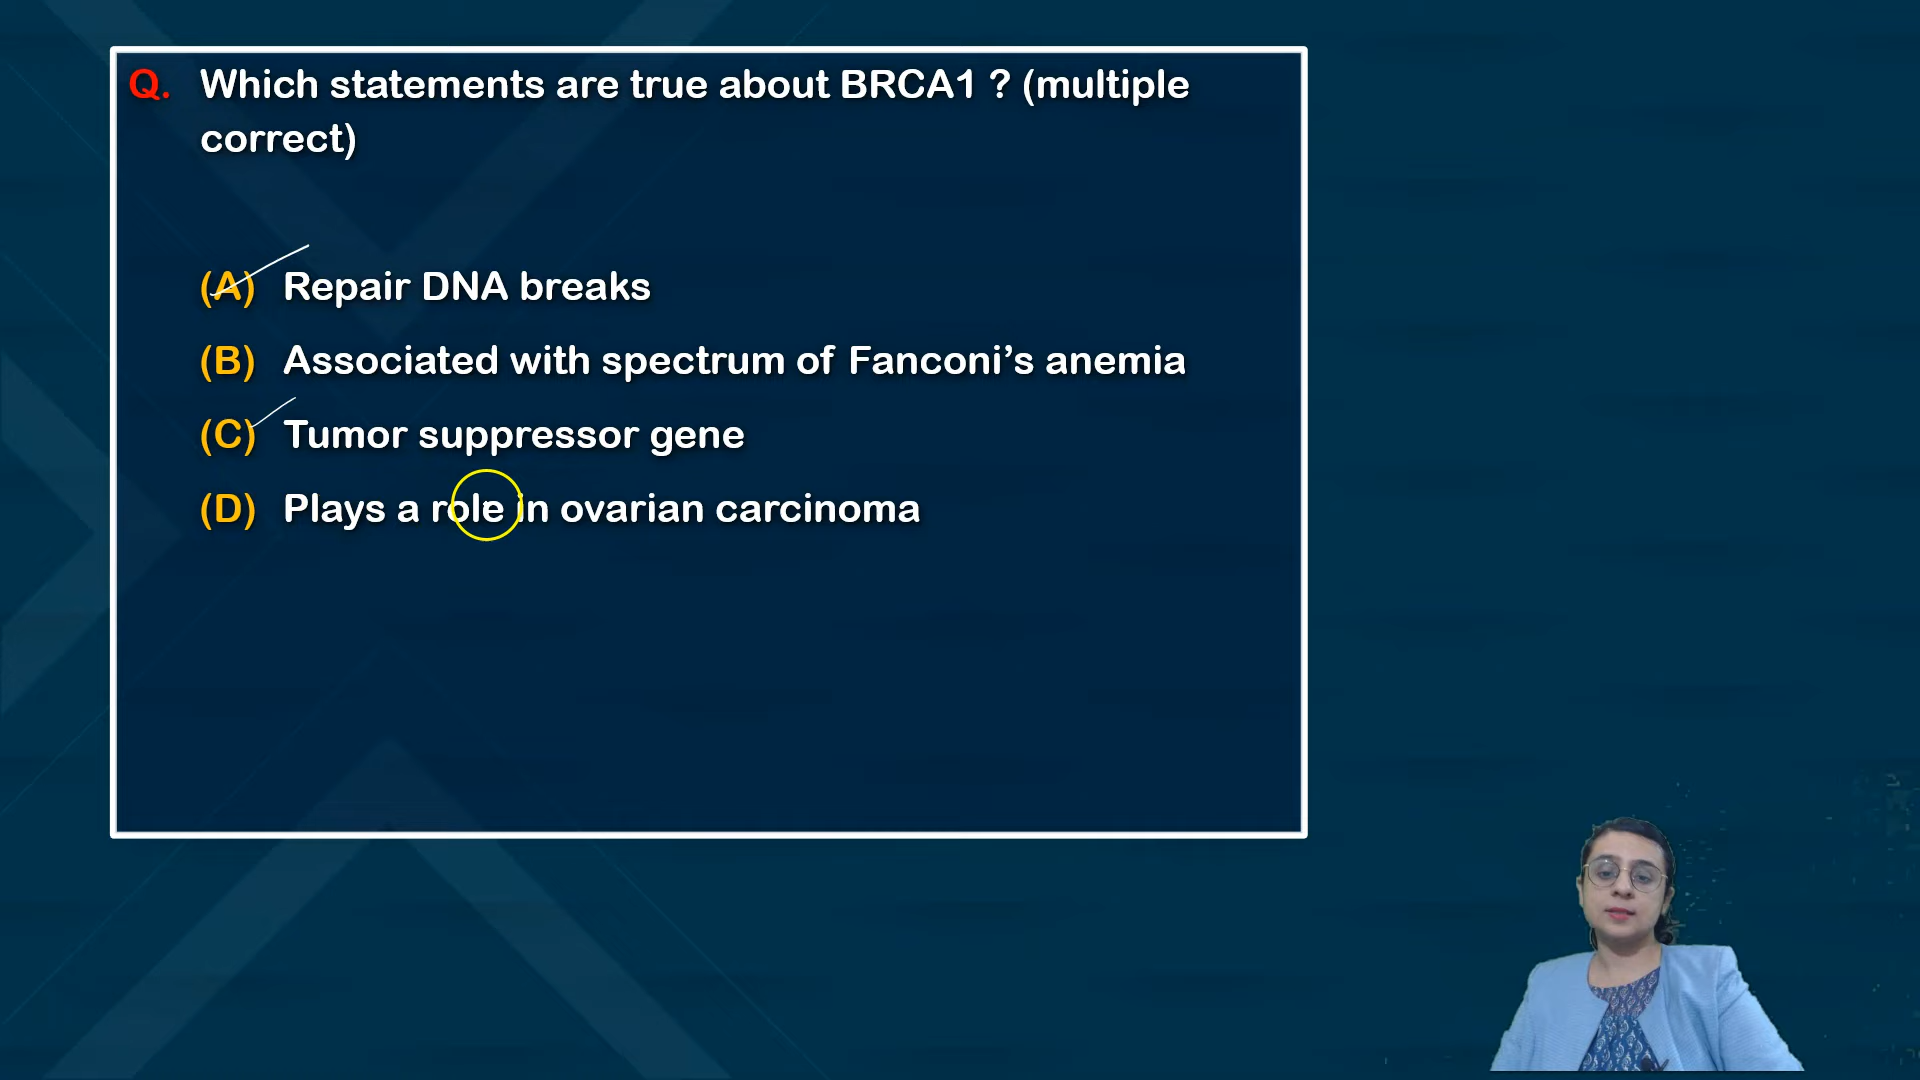 Q. Which statements are true about BRCA1 ? (multiple
correct)
(A) Repair DNA breaks
(B) Associated with spectrum of Fanconi’s anemia
(C) Tumor suppressor gene
(D) Plays a role in ovarian carcinoma